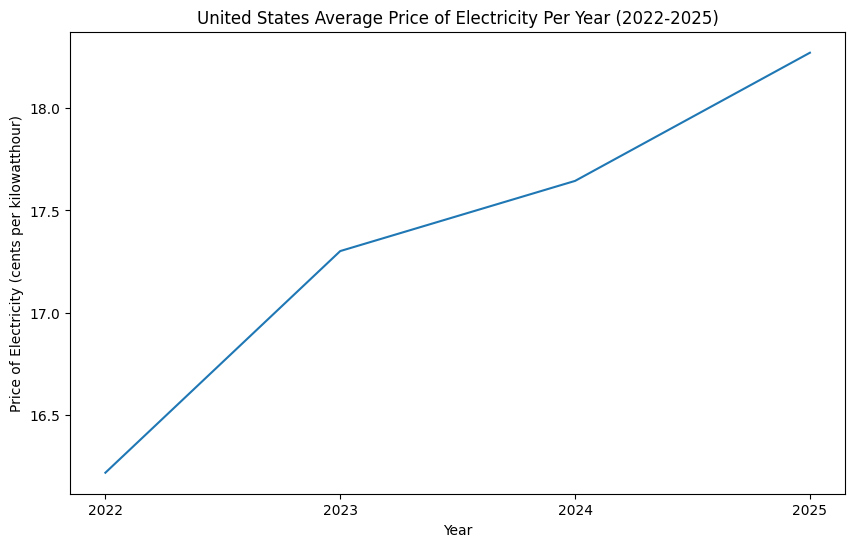 United States Average Price of Electricity Per Year (2022-2025)
Price of Electricity (cents per kilowatthour)
18.0
17.5
17.0
16.5
2022 2023 2024 2025
Year